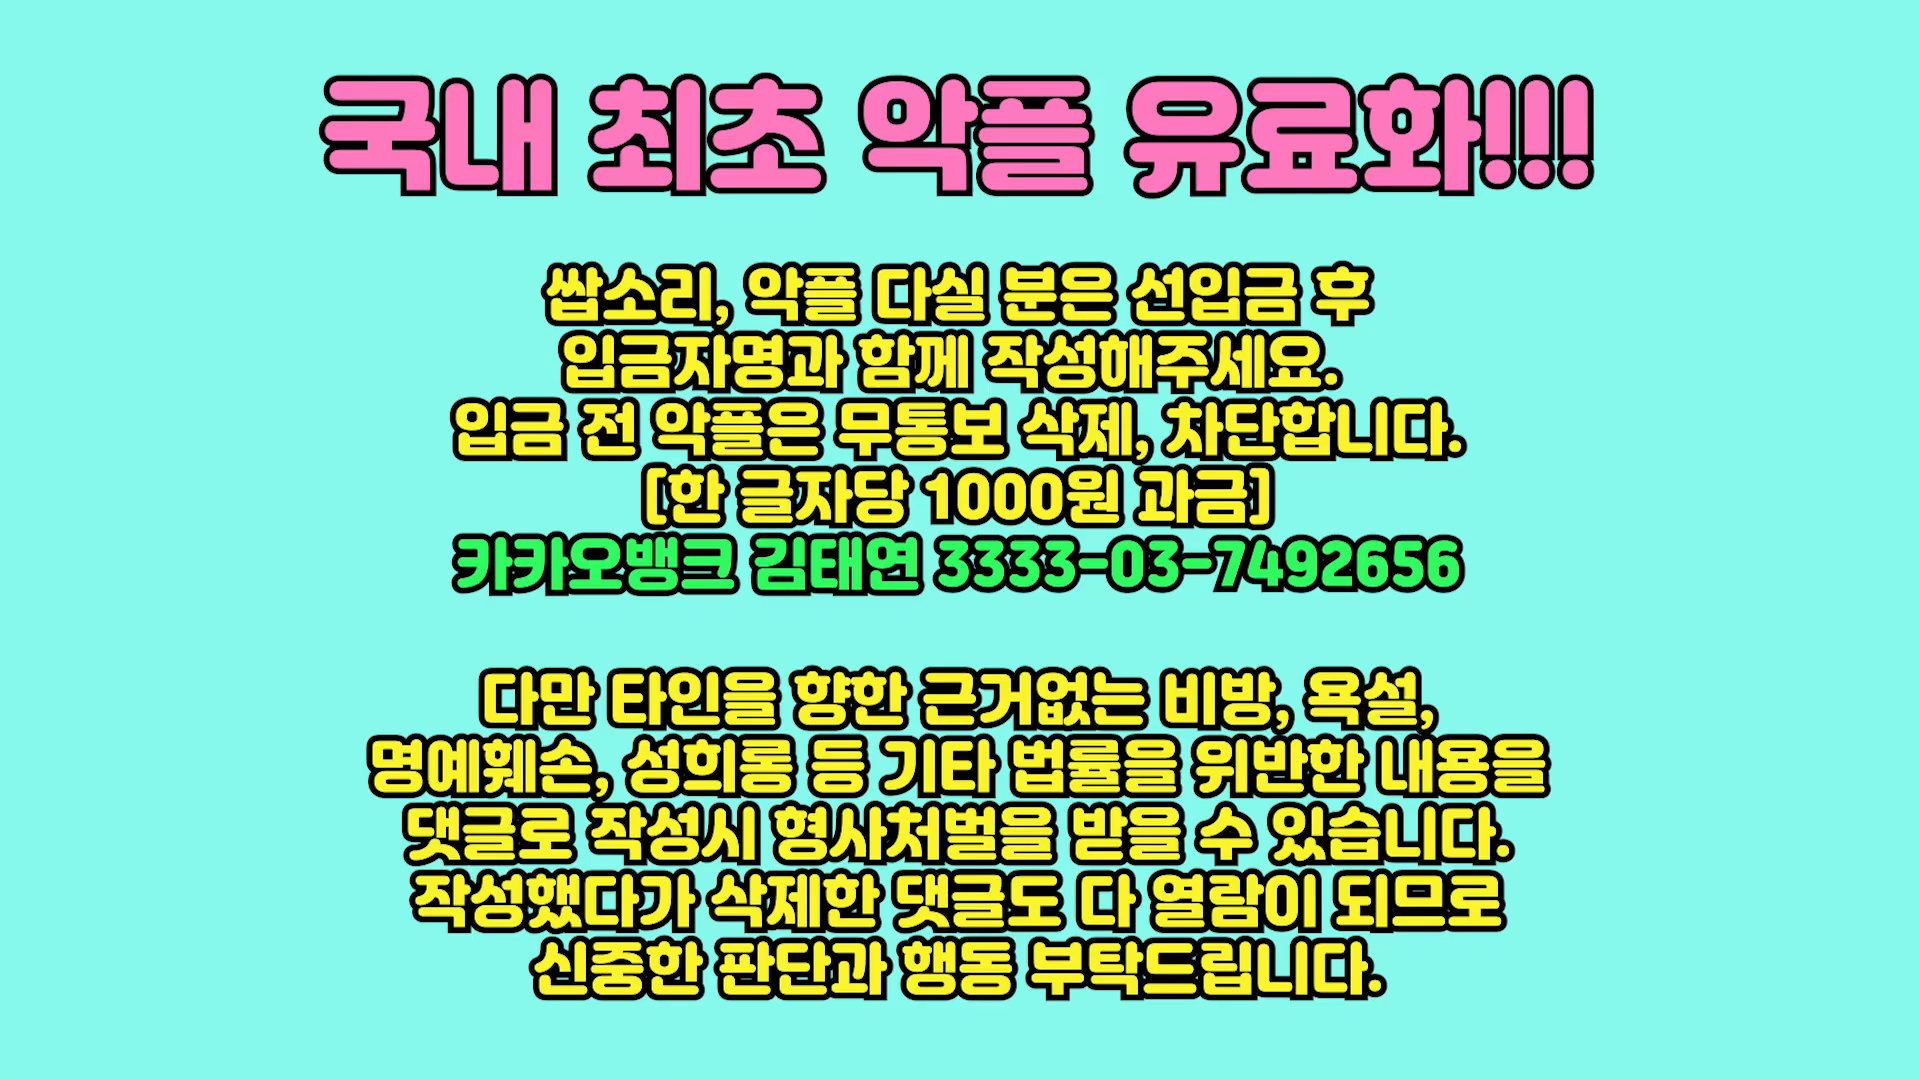 국내 최초 악플 유료화!!!
쌉소리, 악플 다실 분은 선입금 후
입금자명과 함께 작성해주세요.
입금 전 악플은 무통보 삭제, 차단합니다.
[한 글자당 1000원 과금]
카카오뱅크 김태연 3333-03-7492656
다만 타인을 향한 근거없는 비방, 욕설,
명예훼손, 성희롱 등 기타 법률을 위반한 내용을
댓글로 작성시 형사처벌을 받을 수 있습니다.
작성했다가 삭제한 댓글도 다 열람이 되므로
신중한 판단과 행동 부탁드립니다.